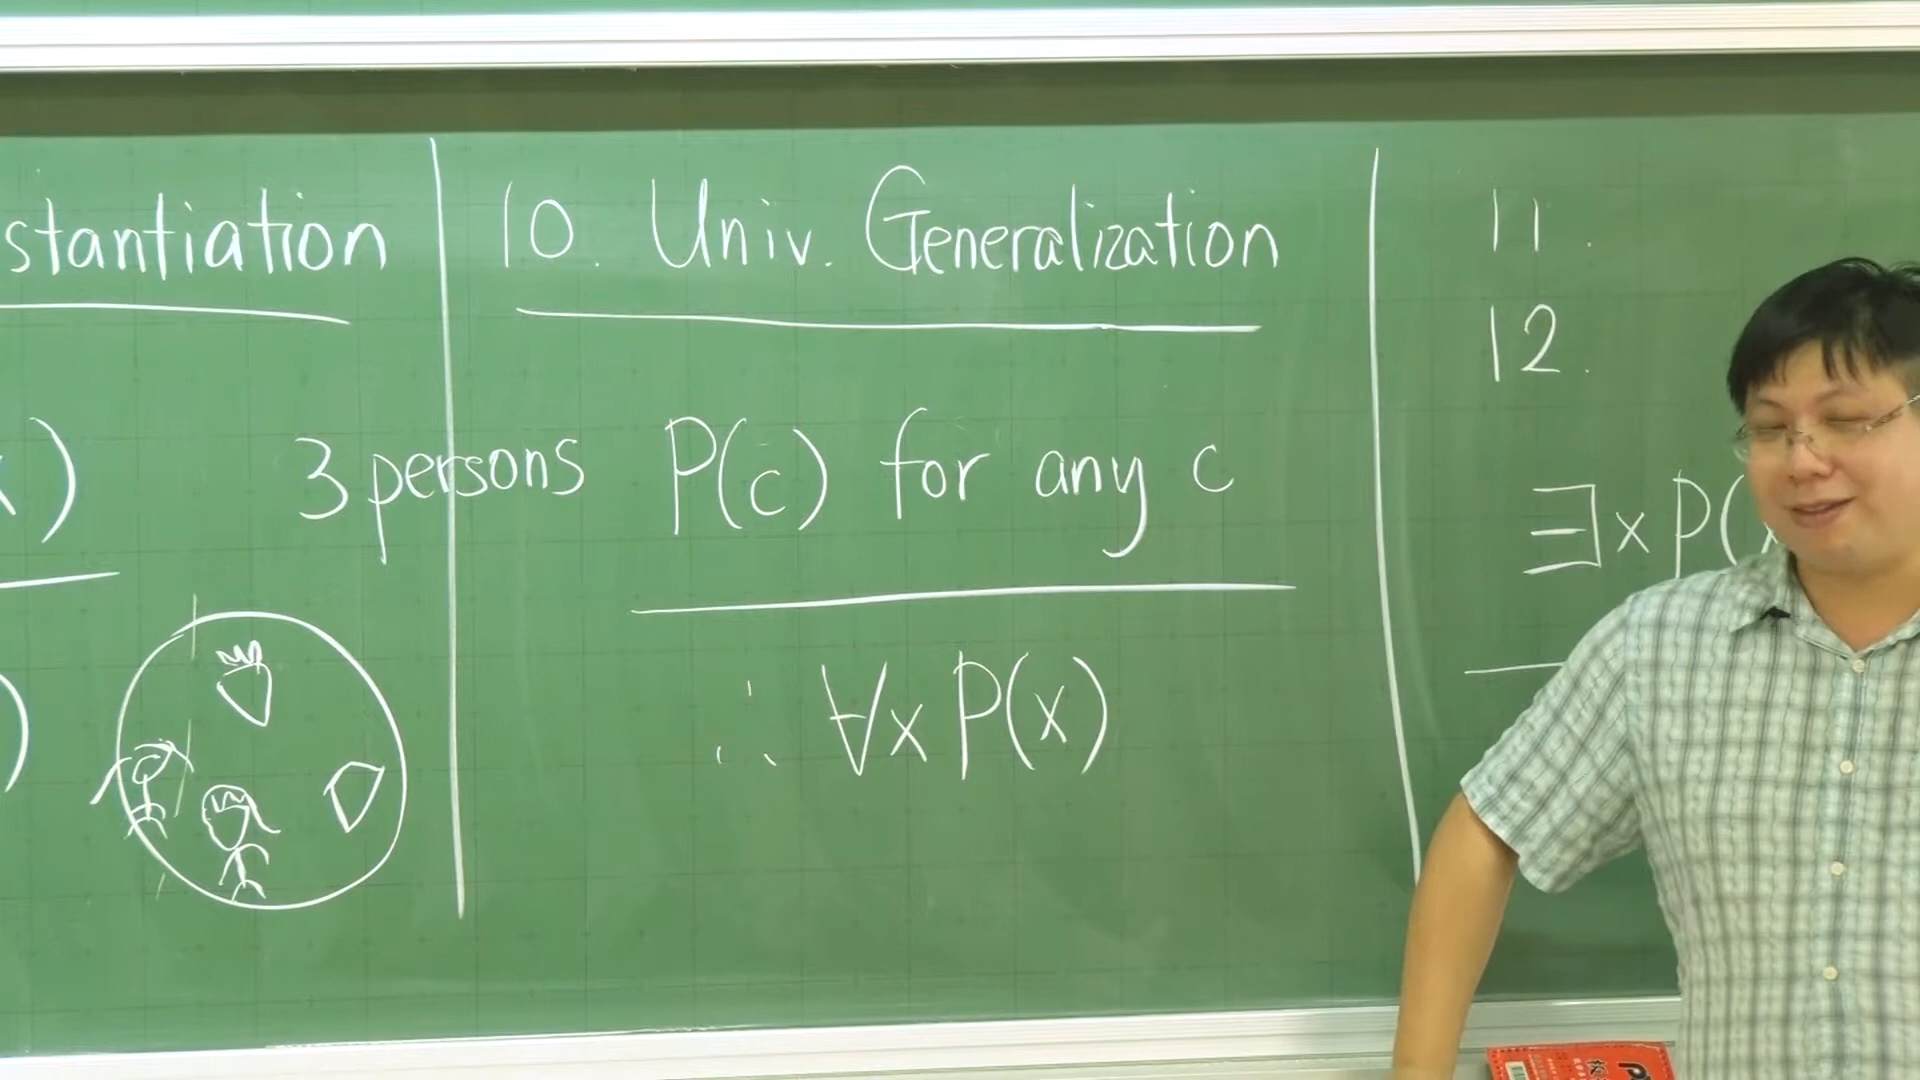 stantiation
)
)
10. Univ. Generalization
3 persons P(c) for any c
∴ ∀x P(x)
11.
12.
∃x P(